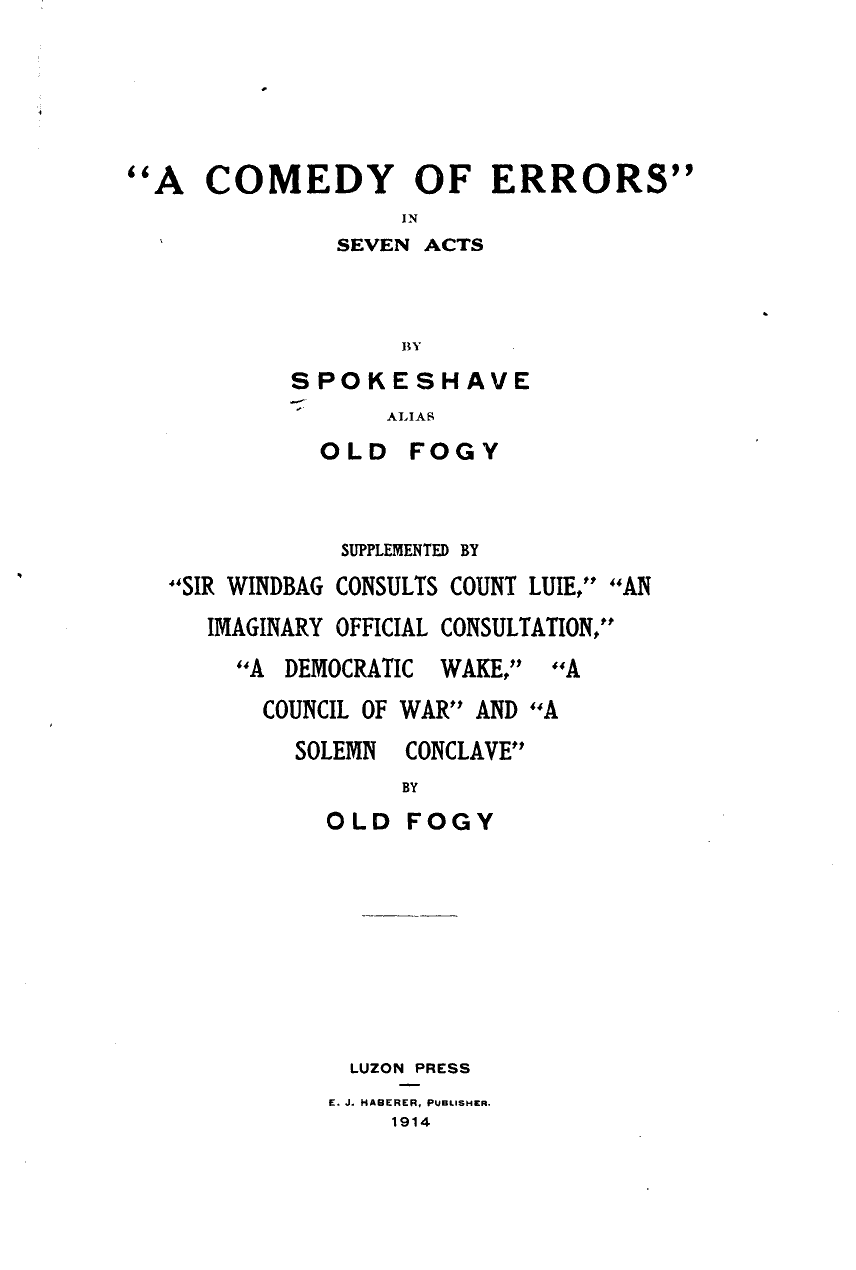 “A COMEDY OF ERRORS”
IN
SEVEN ACTS
BY
SPOKESHAVE
ALIAS
OLD FOGY
SUPPLEMENTED BY
“SIR WINDBAG CONSULTS COUNT LUIE,” “AN
IMAGINARY OFFICIAL CONSULTATION,”
“A DEMOCRATIC WAKE,” “A
COUNCIL OF WAR” AND “A
SOLEMN CONCLAVE”
BY
OLD FOGY
LUZON PRESS
E. J. HABERER, PUBLISHER.
1914